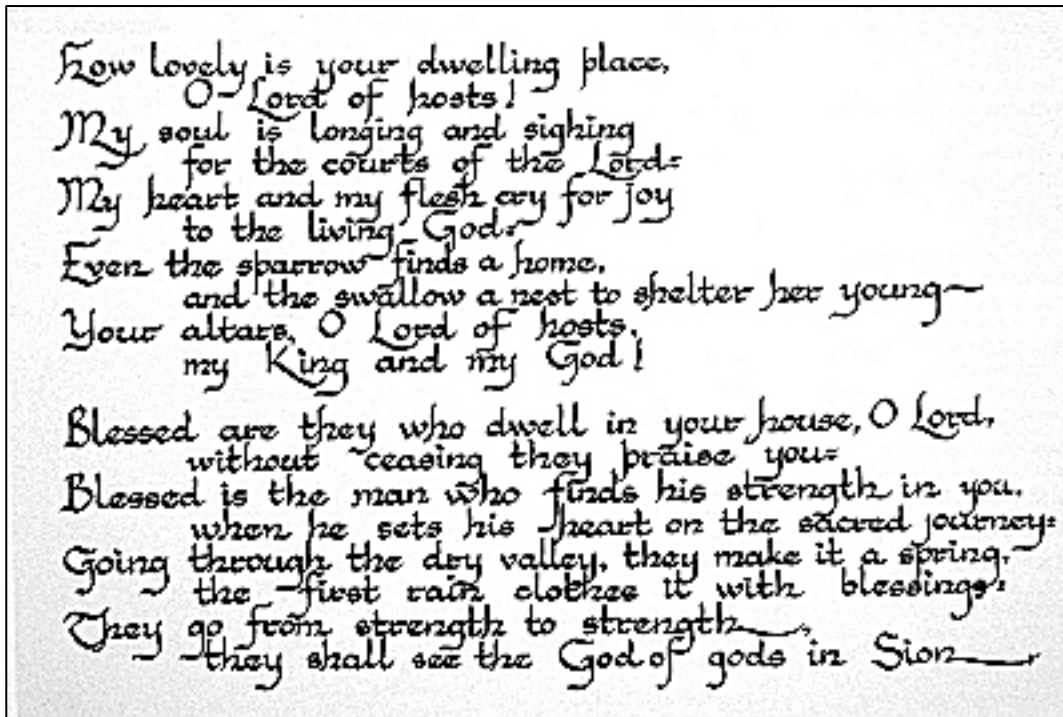 How lovely is your dwelling place,
O Lord of hosts!
My soul is longing and sighing
for the courts of the Lord:
My heart and my flesh cry for joy
to the living God.
Even the sparrow finds a home,
and the swallow a nest to shelter her young—
Your altars, O Lord of hosts,
my King and my God!
Blessed are they who dwell in your house, O Lord,
without ceasing they praise you:
Blessed is the man who finds his strength in you,
when he sets his heart on the sacred journey:
Going through the dry valley, they make it a spring,
the first rain clothes it with blessings:
They go from strength to strength,
they shall see the God of gods in Sion